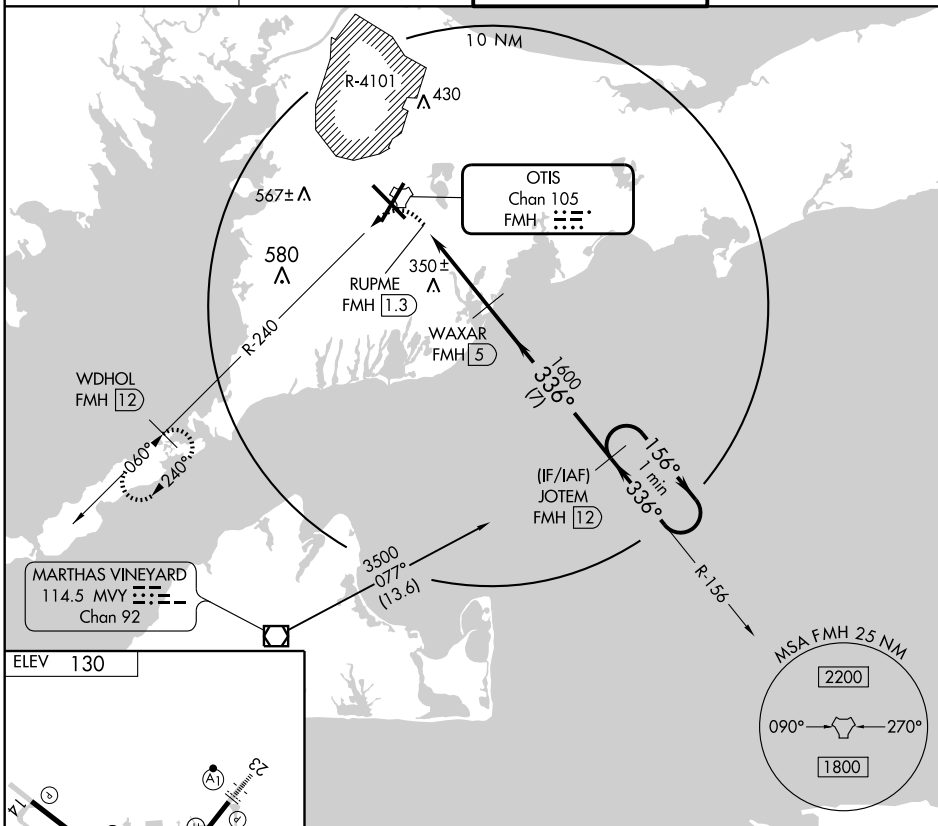 10 NM
R-4101
430
OTIS
Chan 105
FMH
567±
580
350±
RUPME
FMH 1.3
WAXAR
FMH 5
R-240
WDHOL
FMH 12
060°
240°
1600
336°
(7)
156°
1 min
336°
(IF/IAF)
JOTEM
FMH 12
R-156
3500
077°
(13.6)
MARTHAS VINEYARD
114.5 MVY
Chan 92
MSA FMH 25 NM
2200
090°
270°
1800
ELEV 130
14
P
A1
23
P